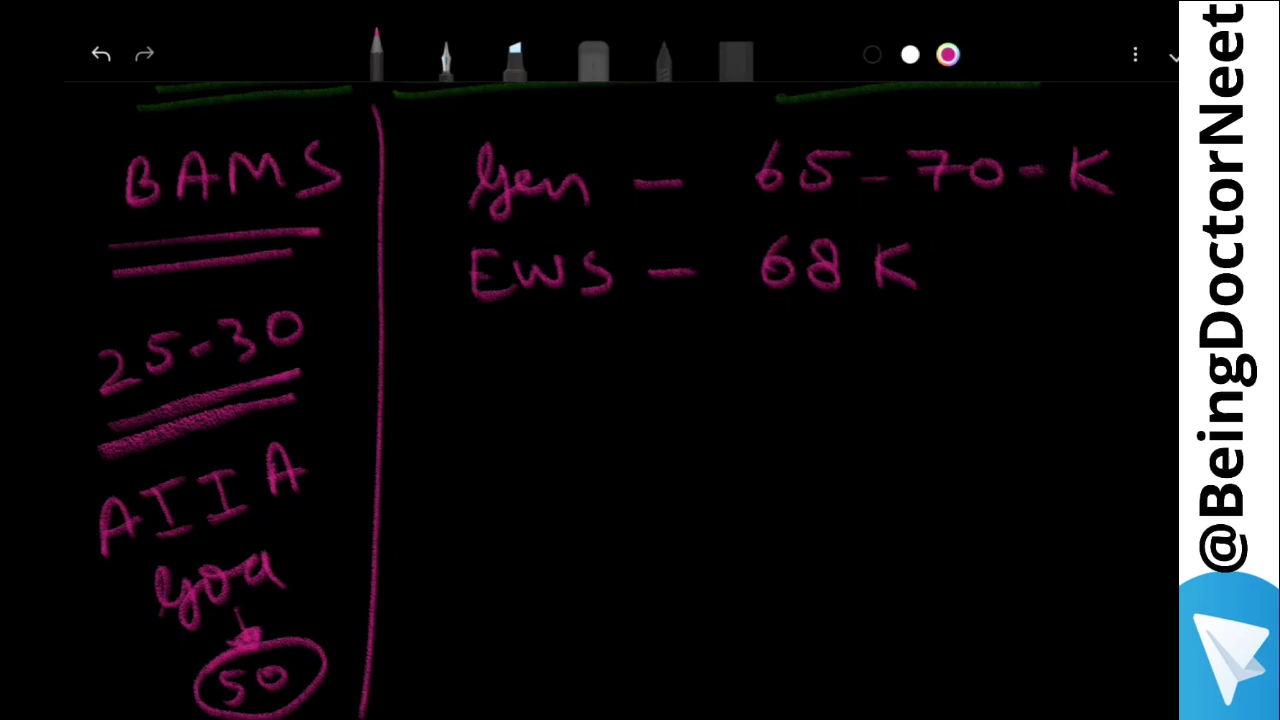 BAMS
25-30
AIIA
Goa
50
Gen - 65-70-K
EWS - 68 K
@BeingDoctorNeet